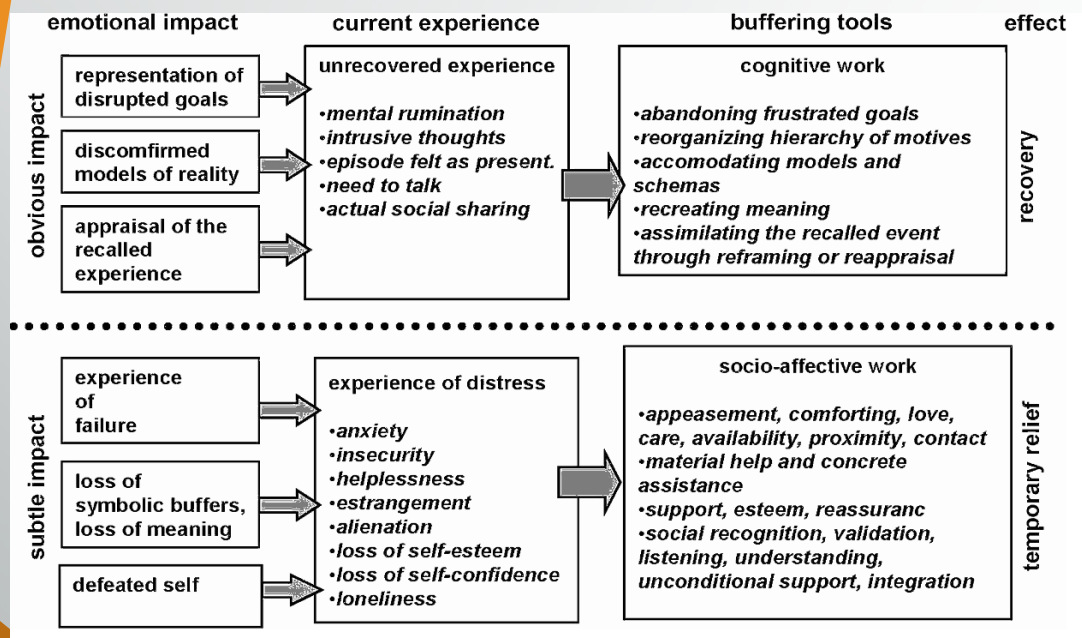 emotional impact
current experience
buffering tools
effect
obvious impact
representation of
disrupted goals
discomfirmed
models of reality
appraisal of the
recalled
experience
unrecovered experience
•mental rumination
•intrusive thoughts
•episode felt as present.
•need to talk
•actual social sharing
cognitive work
•abandoning frustrated goals
•reorganizing hierarchy of motives
•accomodating models and
schemas
•recreating meaning
•assimilating the recalled event
through reframing or reappraisal
recovery
subtle impact
experience
of
failure
loss of
symbolic buffers,
loss of meaning
defeated self
experience of distress
•anxiety
•insecurity
•helplessness
•estrangement
•alienation
•loss of self-esteem
•loss of self-confidence
•loneliness
socio-affective work
•appeasement, comforting, love,
care, availability, proximity, contact
•material help and concrete
assistance
•support, esteem, reassuranc
•social recognition, validation,
listening, understanding,
unconditional support, integration
temporary relief